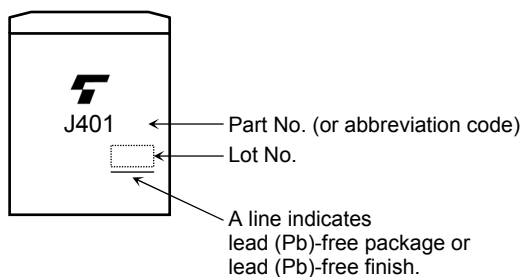 J401
Part No. (or abbreviation code)
Lot No.
A line indicates
lead (Pb)-free package or
lead (Pb)-free finish.